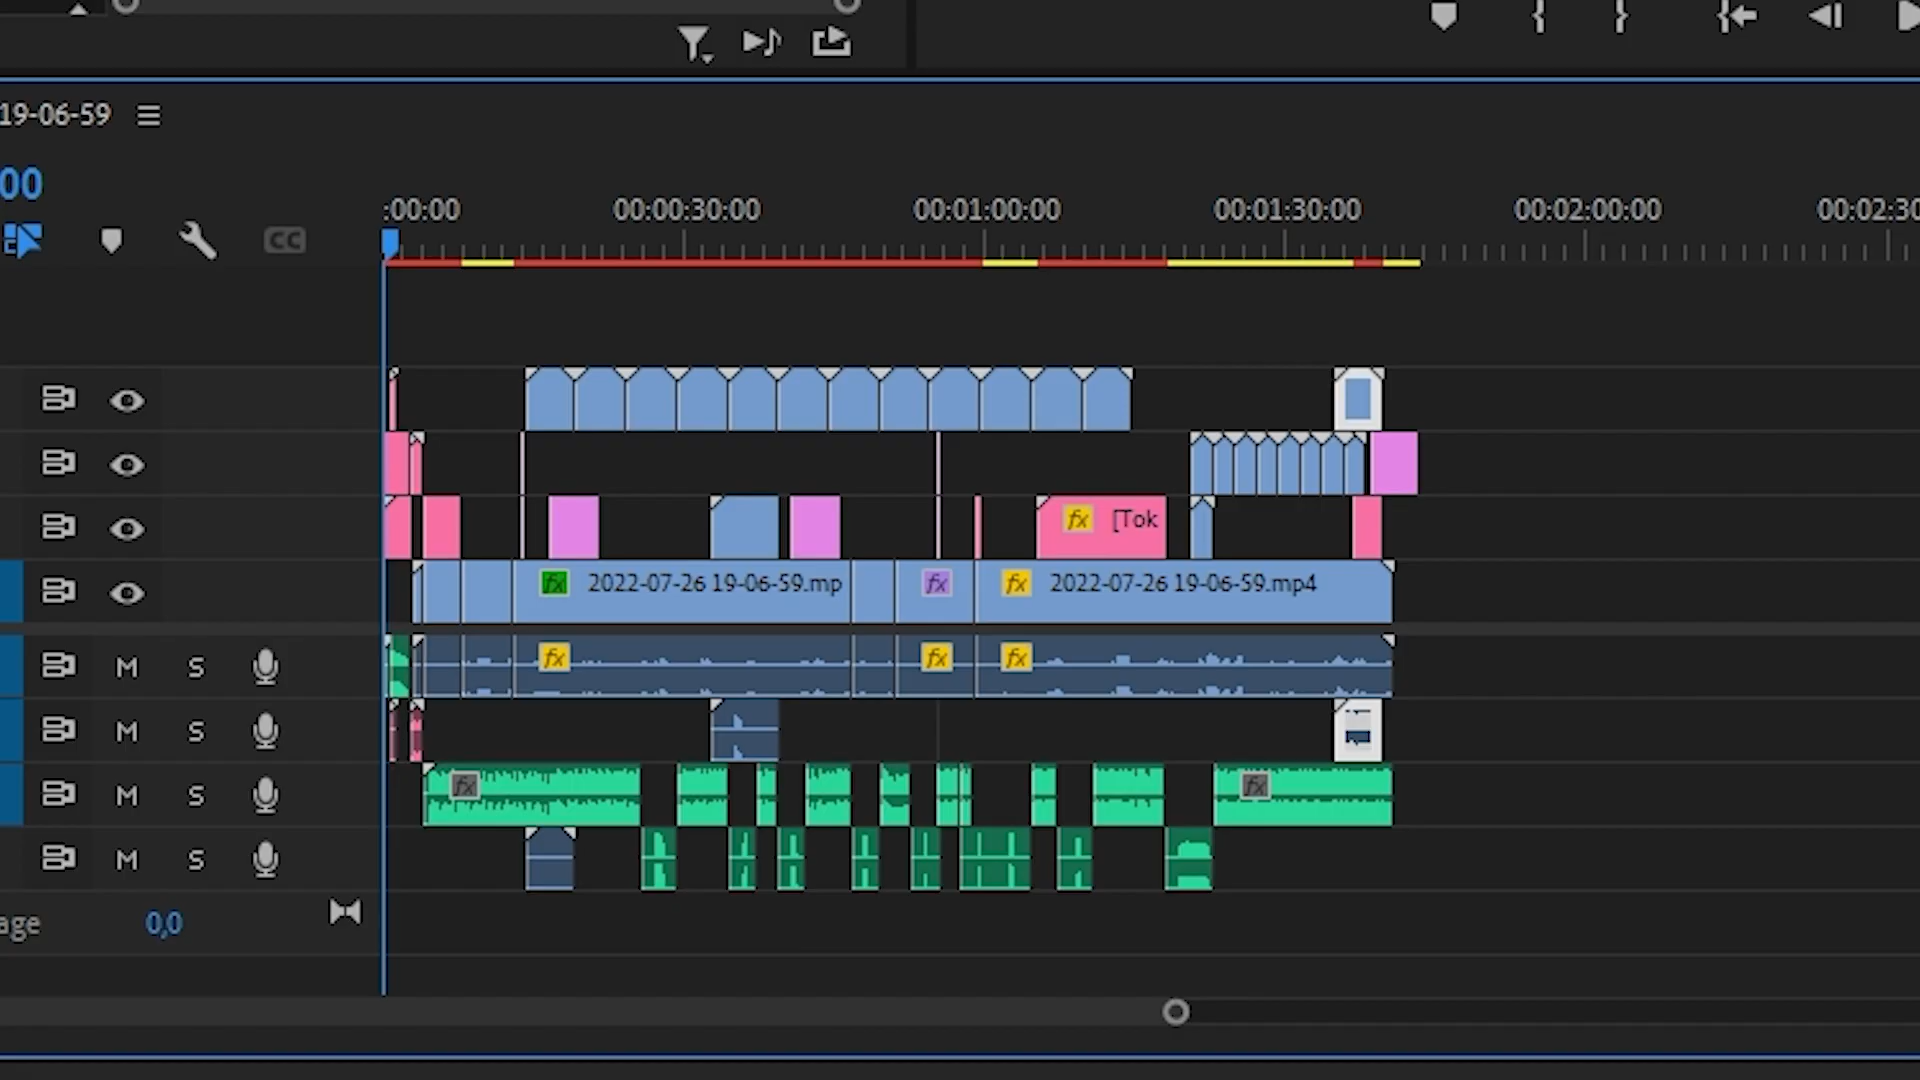 19-06-59
00
:00:00 00:00:30:00 00:01:00:00 00:01:30:00 00:02:00:00 00:02:30
CC
fx [Tok
fx 2022-07-26 19-06-59.mp fx fx 2022-07-26 19-06-59.mp4
M S fx fx fx
M S
M S fx fx
M S
age 0,0